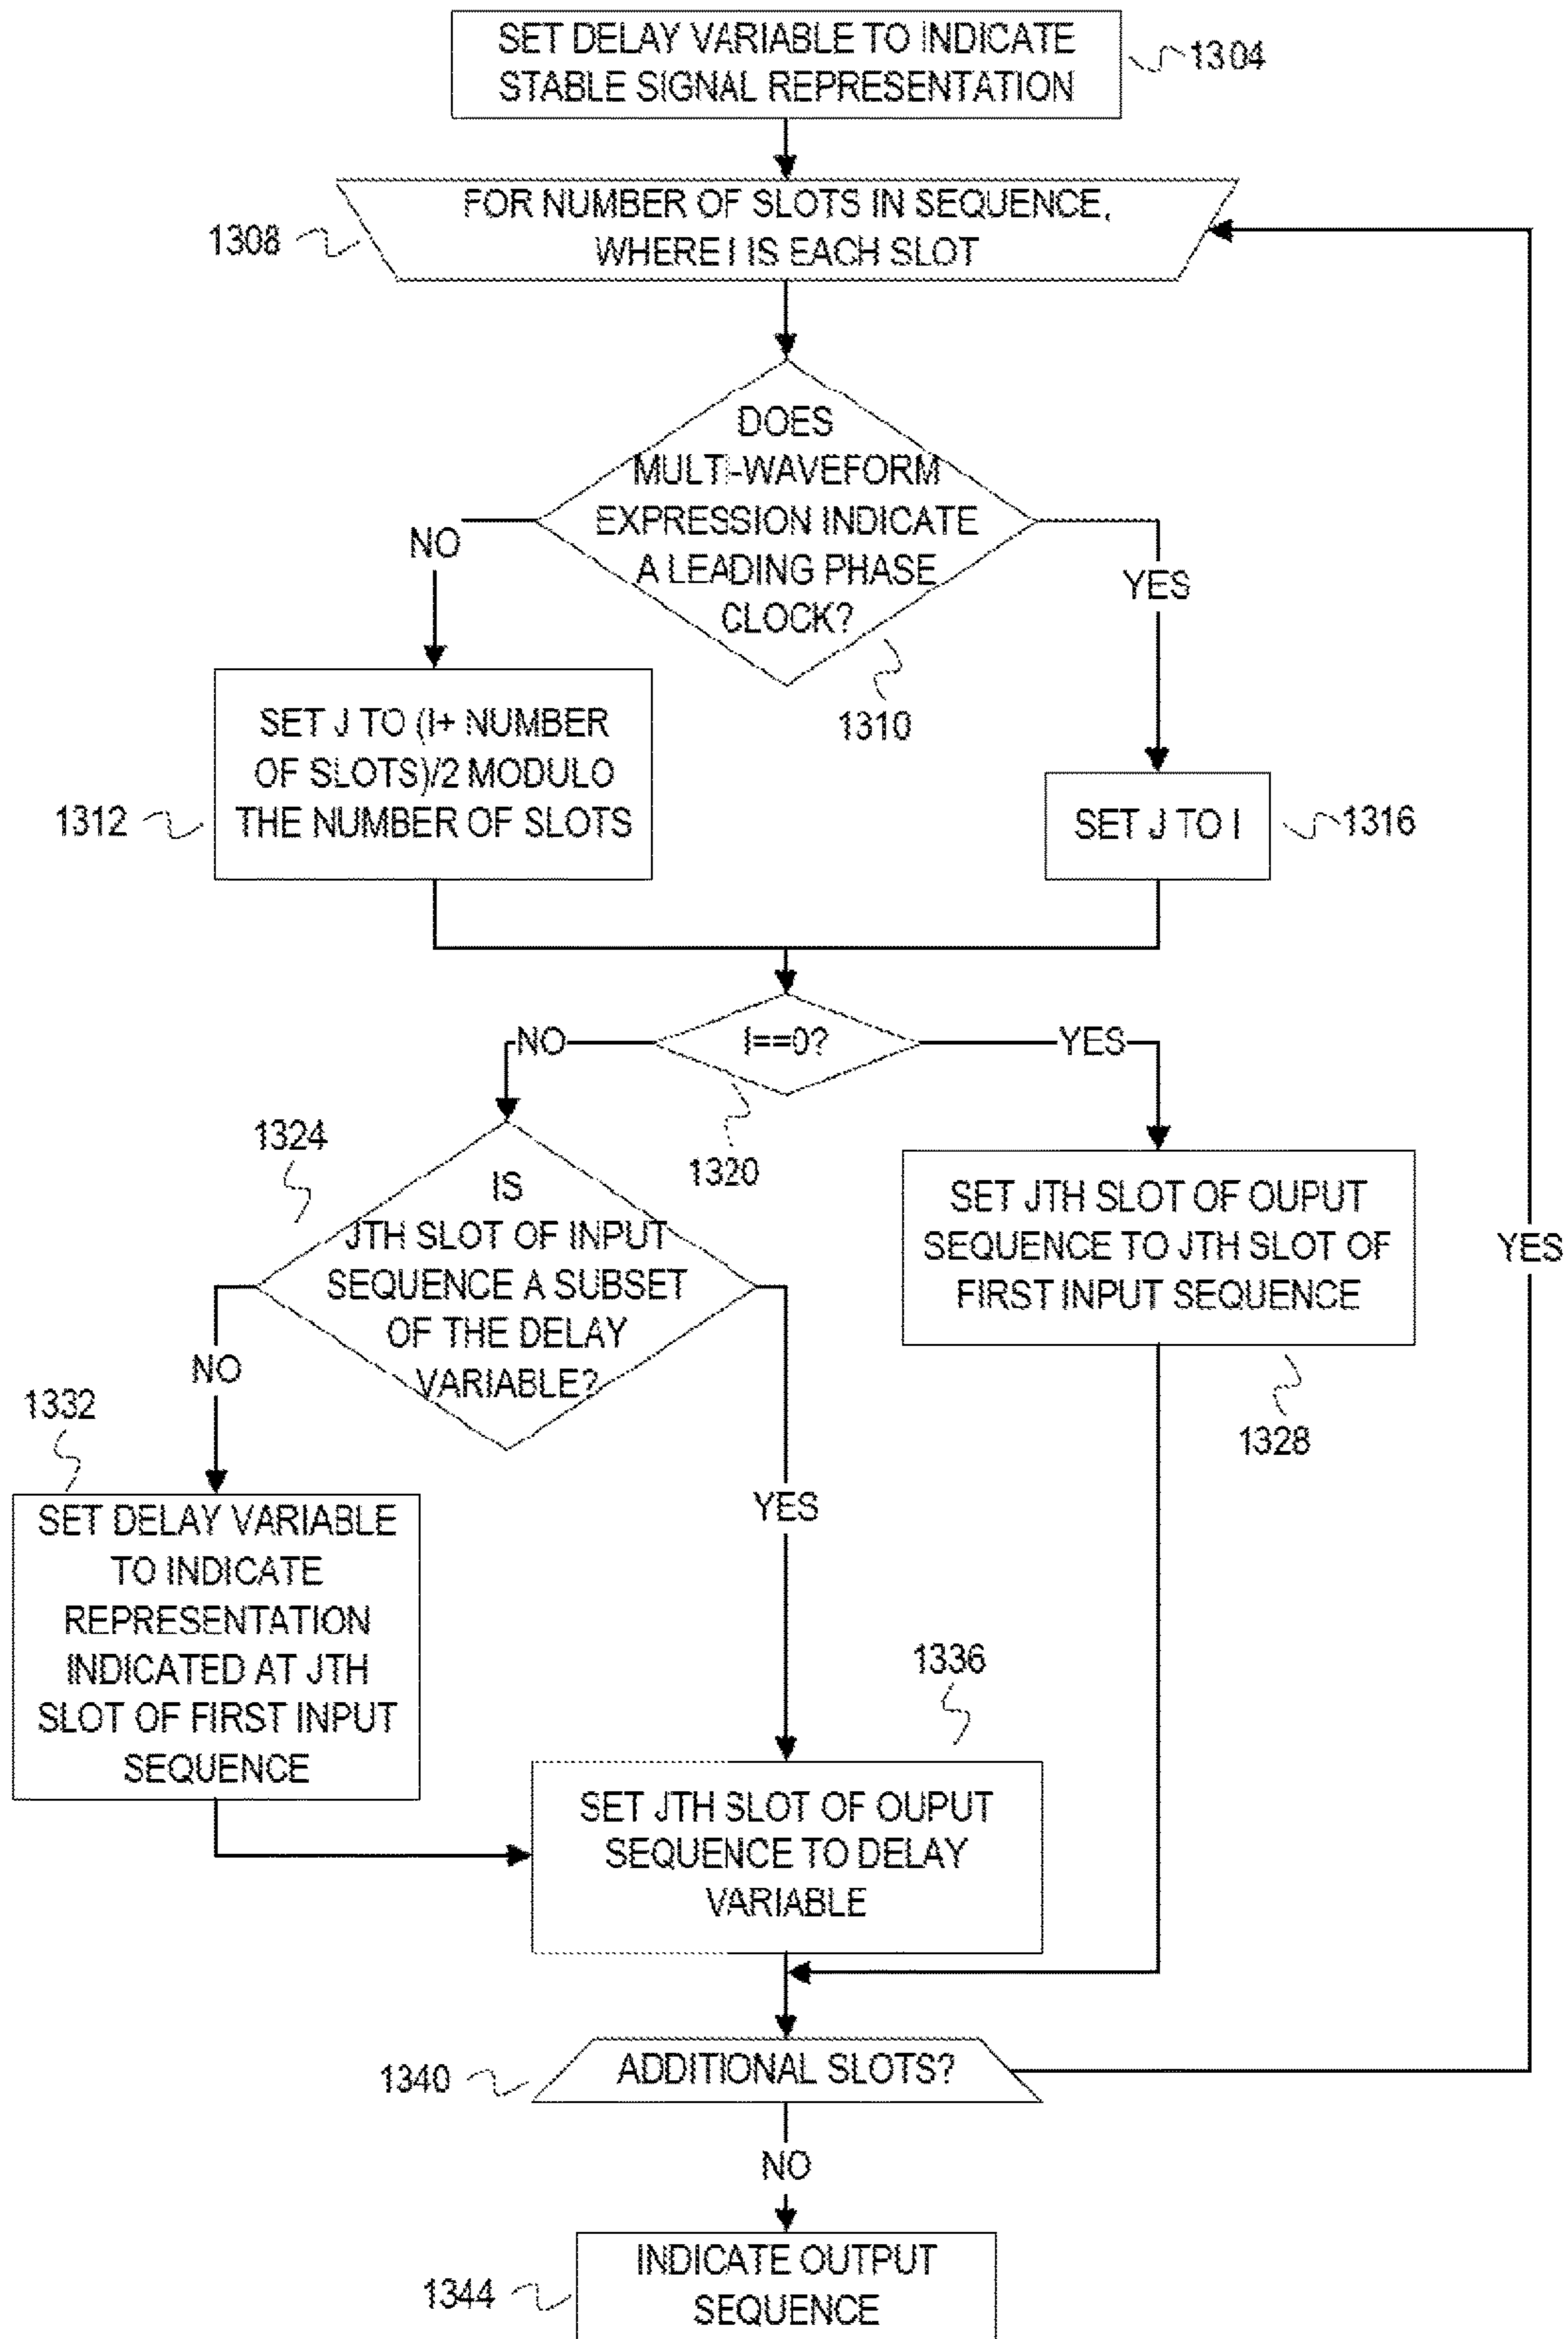 SET DELAY VARIABLE TO INDICATE
STABLE SIGNAL REPRESENTATION
1304
FOR NUMBER OF SLOTS IN SEQUENCE,
WHERE I IS EACH SLOT
1308
DOES
MULTI-WAVEFORM
EXPRESSION INDICATE
A LEADING PHASE
CLOCK?
NO
YES
1310
SET J TO (I+ NUMBER
OF SLOTS)/2 MODULO
THE NUMBER OF SLOTS
1312
SET J TO I
1316
I==0?
NO
YES
1320
1324
IS
JTH SLOT OF INPUT
SEQUENCE A SUBSET
OF THE DELAY
VARIABLE?
SET JTH SLOT OF OUPUT
SEQUENCE TO JTH SLOT OF
FIRST INPUT SEQUENCE
YES
NO
1328
1332
YES
SET DELAY VARIABLE
TO INDICATE
REPRESENTATION
INDICATED AT JTH
SLOT OF FIRST INPUT
SEQUENCE
1336
SET JTH SLOT OF OUPUT
SEQUENCE TO DELAY
VARIABLE
ADDITIONAL SLOTS?
1340
NO
INDICATE OUTPUT
SEQUENCE
1344